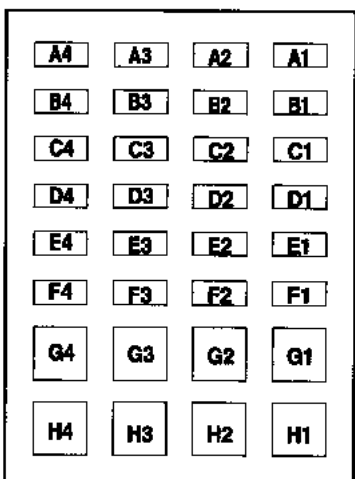 A4 A3 A2 A1
B4 B3 B2 B1
C4 C3 C2 C1
D4 D3 D2 D1
E4 E3 E2 E1
F4 F3 F2 F1
G4 G3 G2 G1
H4 H3 H2 H1